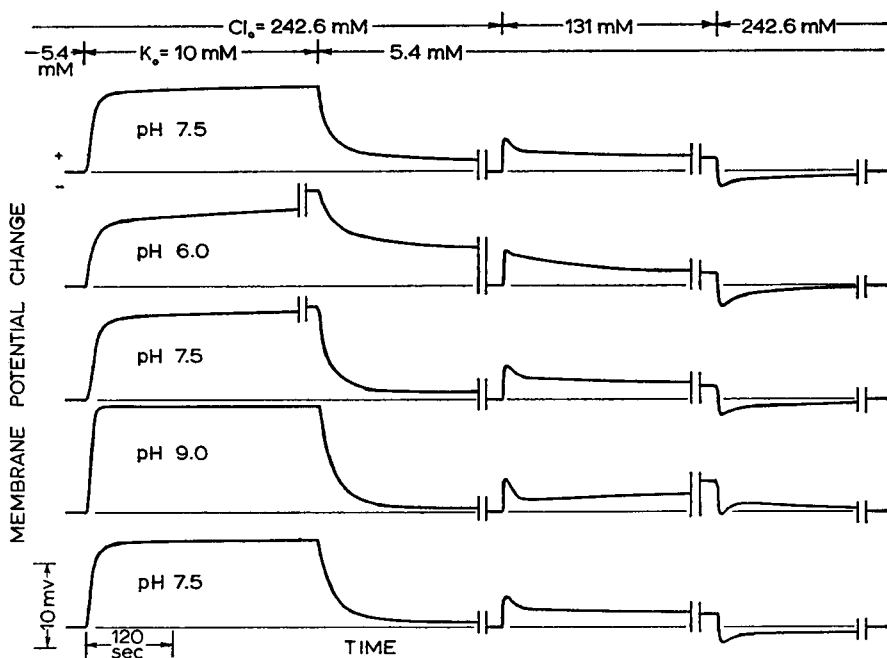 Clₒ = 242.6 mM 131 mM 242.6 mM
5.4 mM Kₒ = 10 mM 5.4 mM
pH 7.5
+
-
pH 6.0
pH 7.5
pH 9.0
pH 7.5
MEMBRANE POTENTIAL CHANGE
10 mv
120 sec
TIME